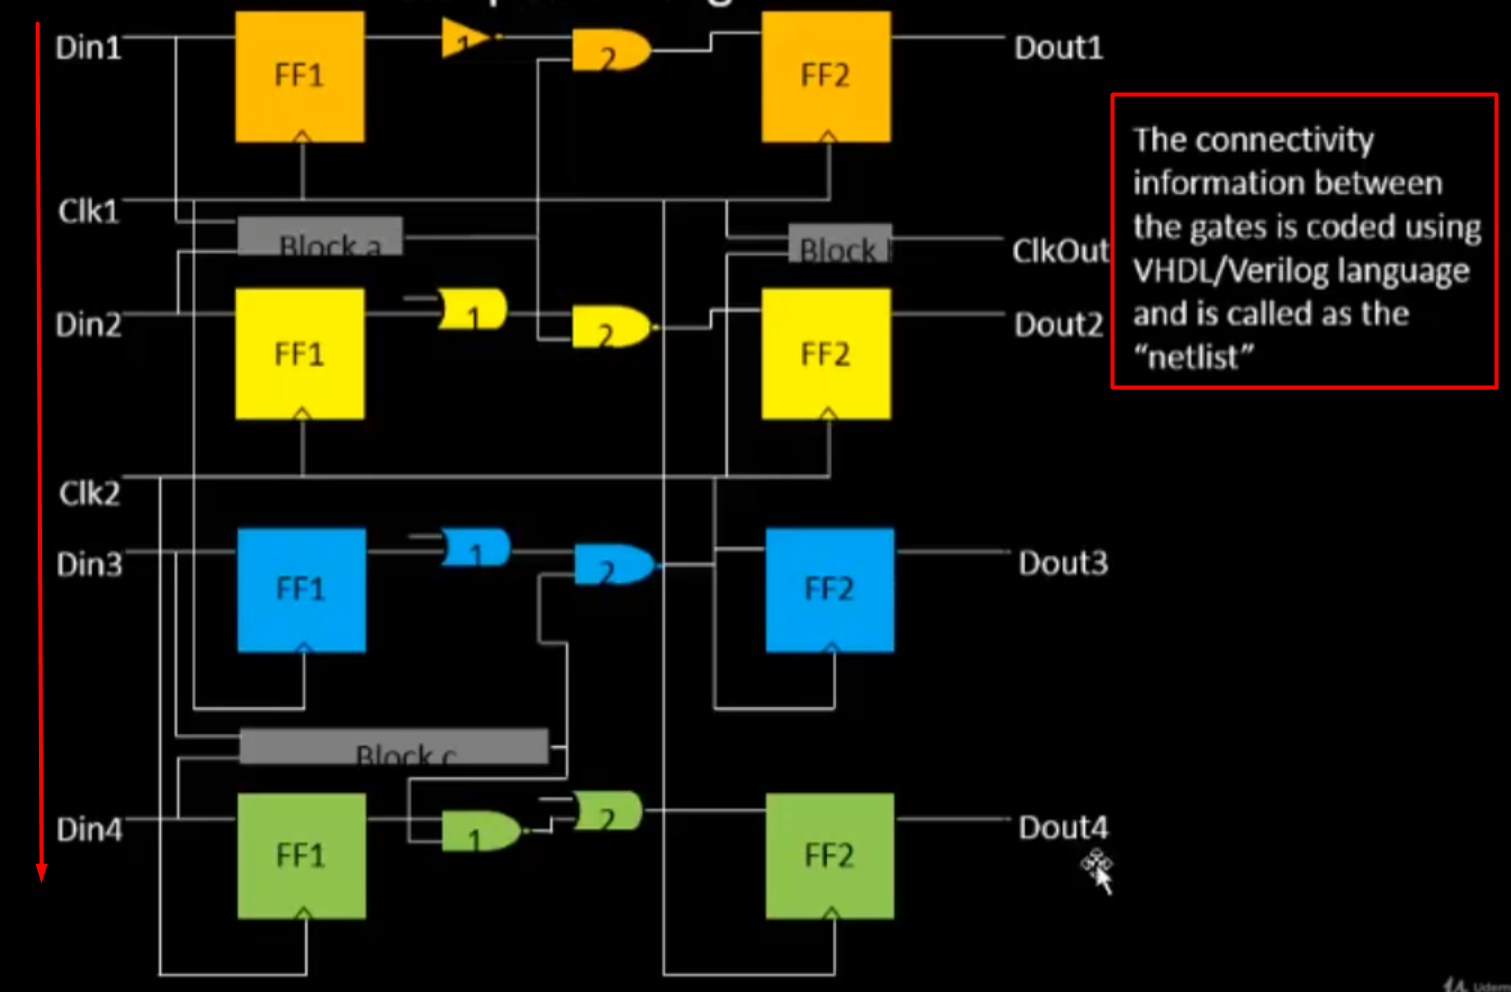 Din1
FF1
1
2
FF2
Dout1
The connectivity
information between
the gates is coded using
VHDL/Verilog language
and is called as the
“netlist”
Clk1
Block a
Block
ClkOut
Din2
FF1
1
2
FF2
Dout2
Clk2
Din3
FF1
1
2
FF2
Dout3
Block c
Din4
FF1
1
2
FF2
Dout4